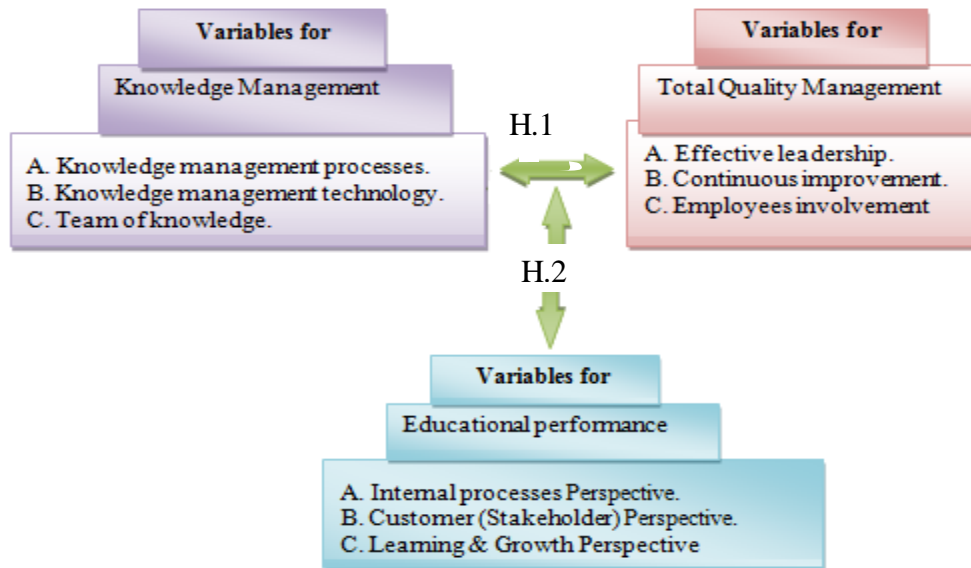 Variables for
Knowledge Management
A. Knowledge management processes.
B. Knowledge management technology.
C. Team of knowledge.
H.1
Variables for
Total Quality Management
A. Effective leadership.
B. Continuous improvement.
C. Employees involvement
H.2
Variables for
Educational performance
A. Internal processes Perspective.
B. Customer (Stakeholder) Perspective.
C. Learning & Growth Perspective